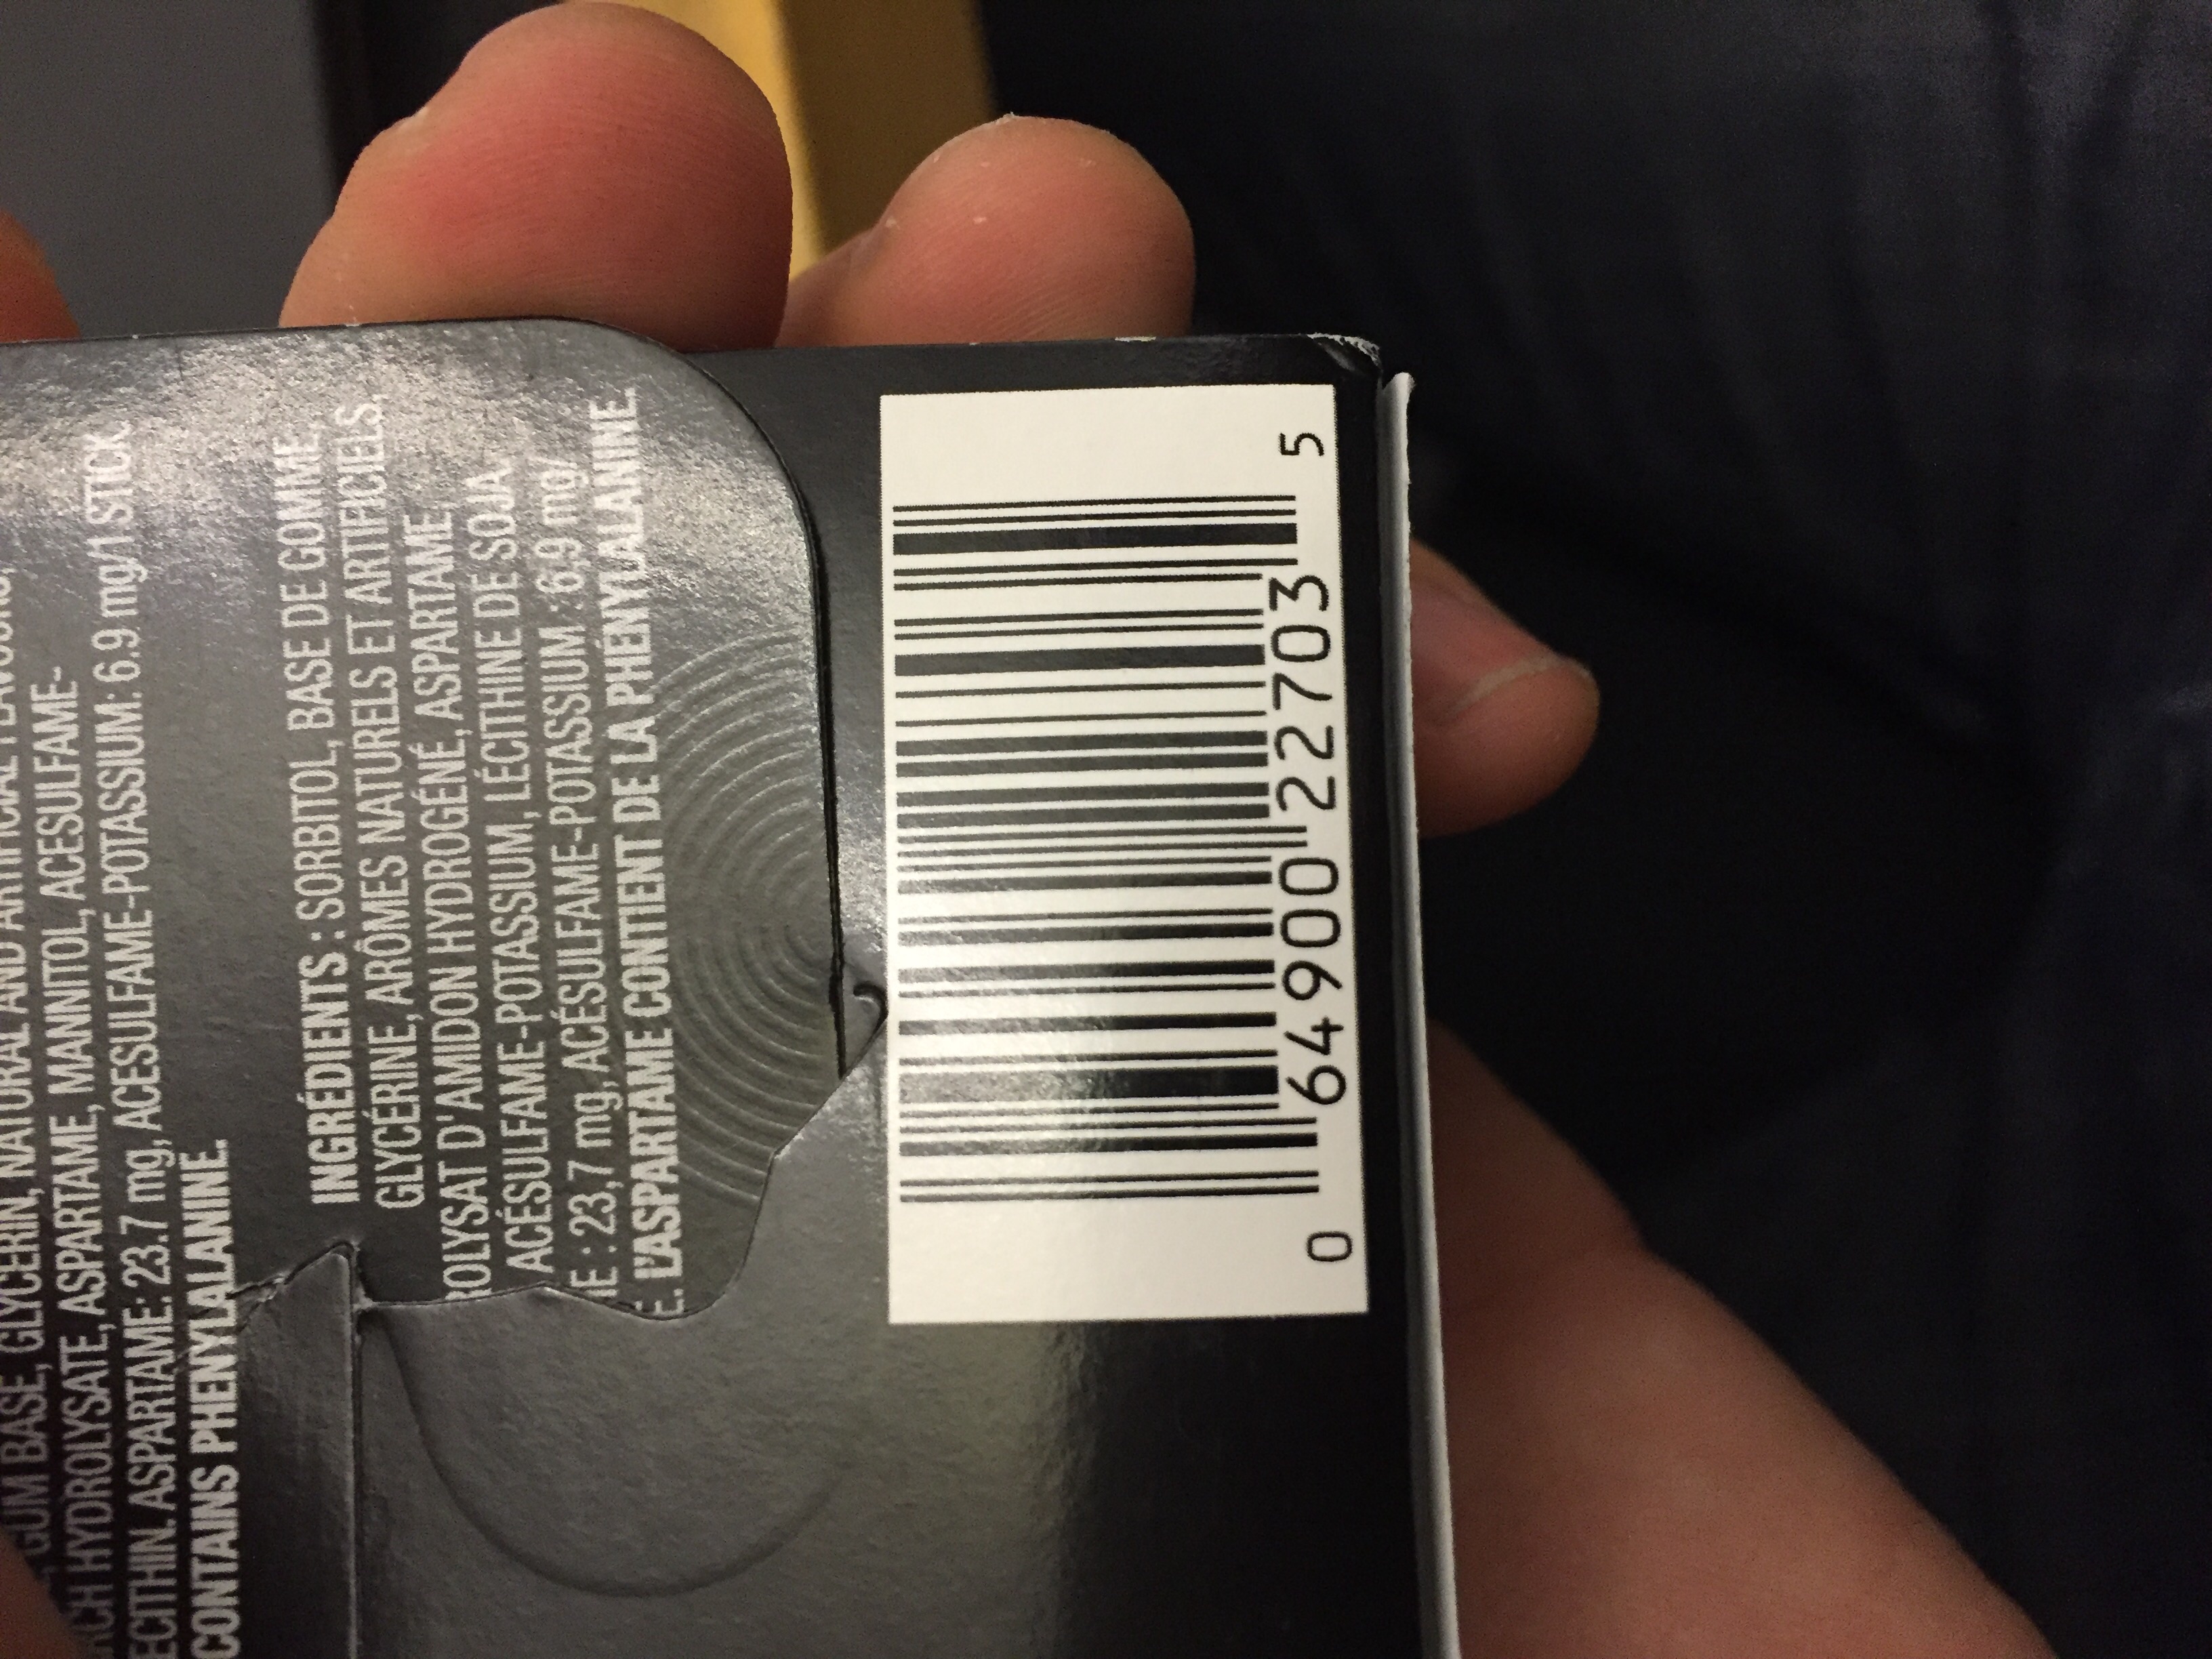 GUM BASE, GLYCERIN, NATURAL AND ARTIFICIAL FLAVOURS,
HYDROLYSATE, ASPARTAME, MANNITOL, ACESULFAME-
ECITHIN. ASPARTAME: 23.7 mg, ACESULFAME-POTASSIUM: 6.9 mg/1 STICK.
CONTAINS PHENYLALANINE.
INGRÉDIENTS : SORBITOL, BASE DE GOMME,
GLYCÉRINE, ARÔMES NATURELS ET ARTIFICIELS,
ROLYSAT D'AMIDON HYDROGÉNÉ, ASPARTAME,
ACÉSULFAME-POTASSIUM, LÉCITHINE DE SOJA.
E : 23,7 mg, ACÉSULFAME-POTASSIUM : 6,9 mg/
E. L'ASPARTAME CONTIENT DE LA PHÉNYLALANINE.
0 64900 22703 5